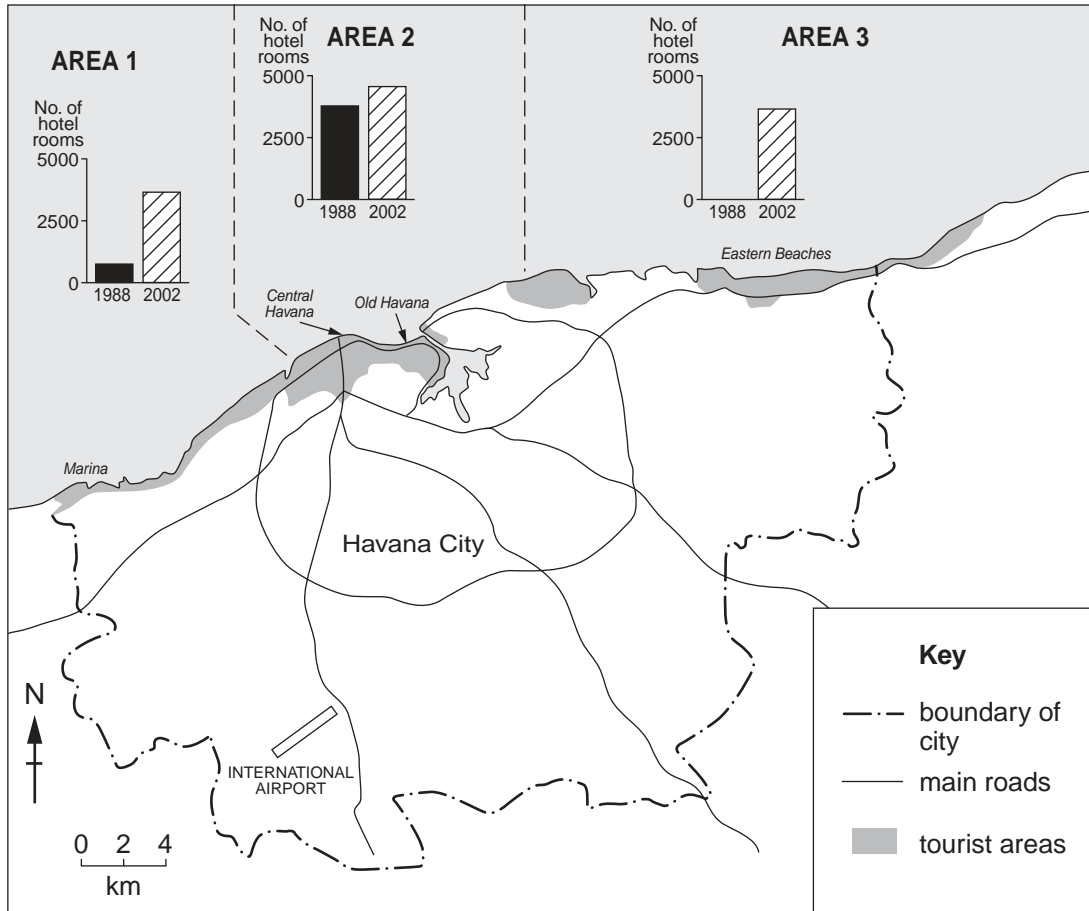 AREA 1
No. of
hotel
rooms
5000
2500
0
1988 2002
AREA 2
No. of
hotel
rooms
5000
2500
0
1988 2002
AREA 3
No. of
hotel
rooms
5000
2500
0
1988 2002
Eastern Beaches
Central
Havana
Old Havana
Marina
Havana City
INTERNATIONAL
AIRPORT
N
0 2 4
km
Key
boundary of
city
main roads
tourist areas